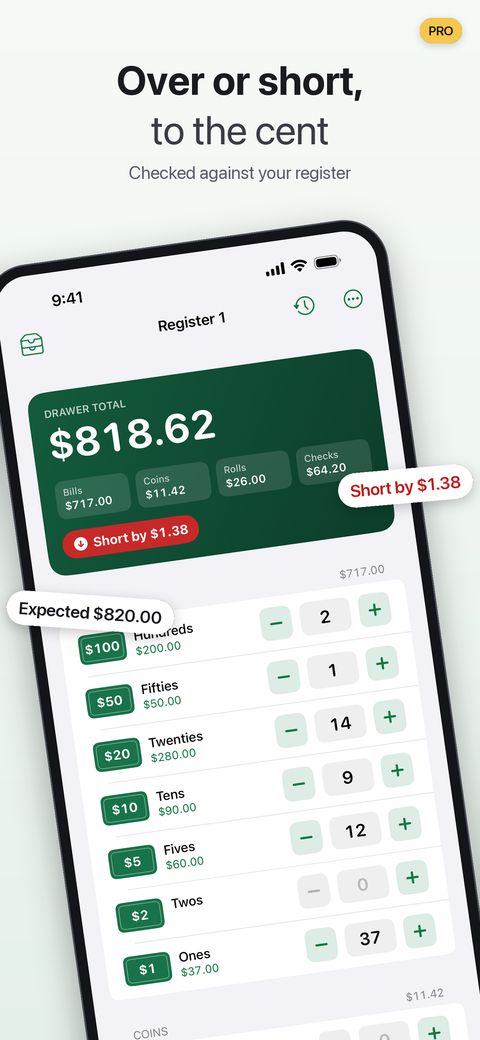 PRO
Over or short,
to the cent
Checked against your register
9:41
Register 1
DRAWER TOTAL
$818.62
Bills
$717.00
Coins
$11.42
Rolls
$26.00
Checks
$64.20
Short by $1.38
Short by $1.38
$717.00
Expected $820.00
$100
Hundreds
$200.00
2
$50
Fifties
$50.00
1
$20
Twenties
$280.00
14
$10
Tens
$90.00
9
$5
Fives
$60.00
12
$2
Twos
0
$1
Ones
$37.00
37
$11.42
COINS
0